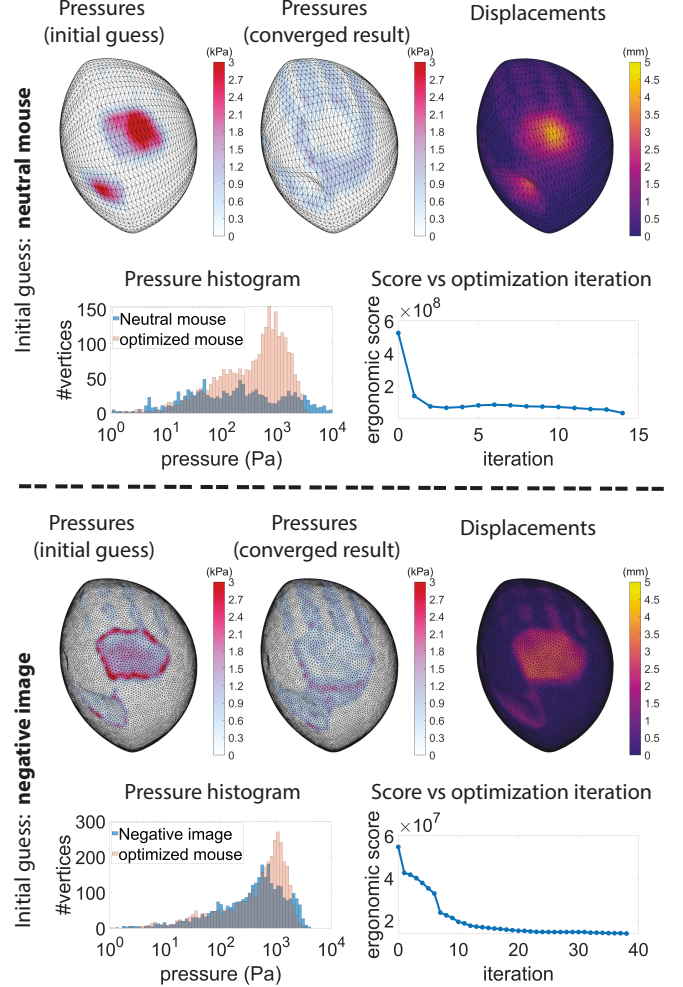 Pressures
(initial guess)
Pressures
(converged result)
Displacements
(kPa)
3
2.7
2.4
2.1
1.8
1.5
1.2
0.9
0.6
0.3
0
(kPa)
3
2.7
2.4
2.1
1.8
1.5
1.2
0.9
0.6
0.3
0
(mm)
5
4.5
4
3.5
3
2.5
2
1.5
1
0.5
0
Initial guess: neutral mouse
Pressure histogram
#vertices
150
100
50
0
Neutral mouse
optimized mouse
10^0
10^1
10^2
10^3
10^4
pressure (Pa)
Score vs optimization iteration
ergonomic score
×10^8
6
4
2
0
5
10
15
iteration
Pressures
(initial guess)
Pressures
(converged result)
Displacements
(kPa)
3
2.7
2.4
2.1
1.8
1.5
1.2
0.9
0.6
0.3
0
(kPa)
3
2.7
2.4
2.1
1.8
1.5
1.2
0.9
0.6
0.3
0
(mm)
5
4.5
4
3.5
3
2.5
2
1.5
1
0.5
0
Initial guess: negative image
Pressure histogram
#vertices
300
200
100
0
Negative image
optimized mouse
10^0
10^1
10^2
10^3
10^4
pressure (Pa)
Score vs optimization iteration
ergonomic score
×10^7
6
4
2
0
10
20
30
40
iteration